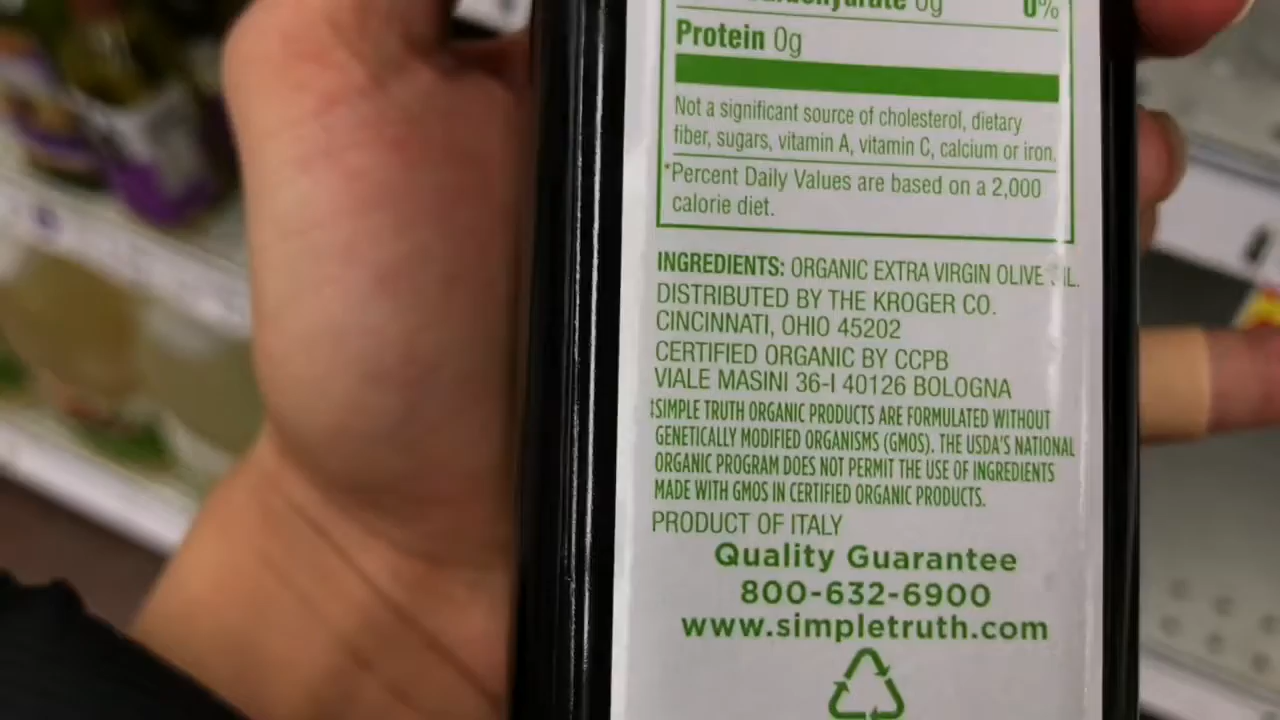 0g 0%
Protein 0g
Not a significant source of cholesterol, dietary
fiber, sugars, vitamin A, vitamin C, calcium or iron.
*Percent Daily Values are based on a 2,000
calorie diet.
INGREDIENTS: ORGANIC EXTRA VIRGIN OLIVE
DISTRIBUTED BY THE KROGER CO.
CINCINNATI, OHIO 45202
CERTIFIED ORGANIC BY CCPB
VIALE MASINI 36-I 40126 BOLOGNA
‡SIMPLE TRUTH ORGANIC PRODUCTS ARE FORMULATED WITHOUT
GENETICALLY MODIFIED ORGANISMS (GMOS). THE USDA'S NATIONAL
ORGANIC PROGRAM DOES NOT PERMIT THE USE OF INGREDIENTS
MADE WITH GMOS IN CERTIFIED ORGANIC PRODUCTS.
PRODUCT OF ITALY
Quality Guarantee
800-632-6900
www.simpletruth.com